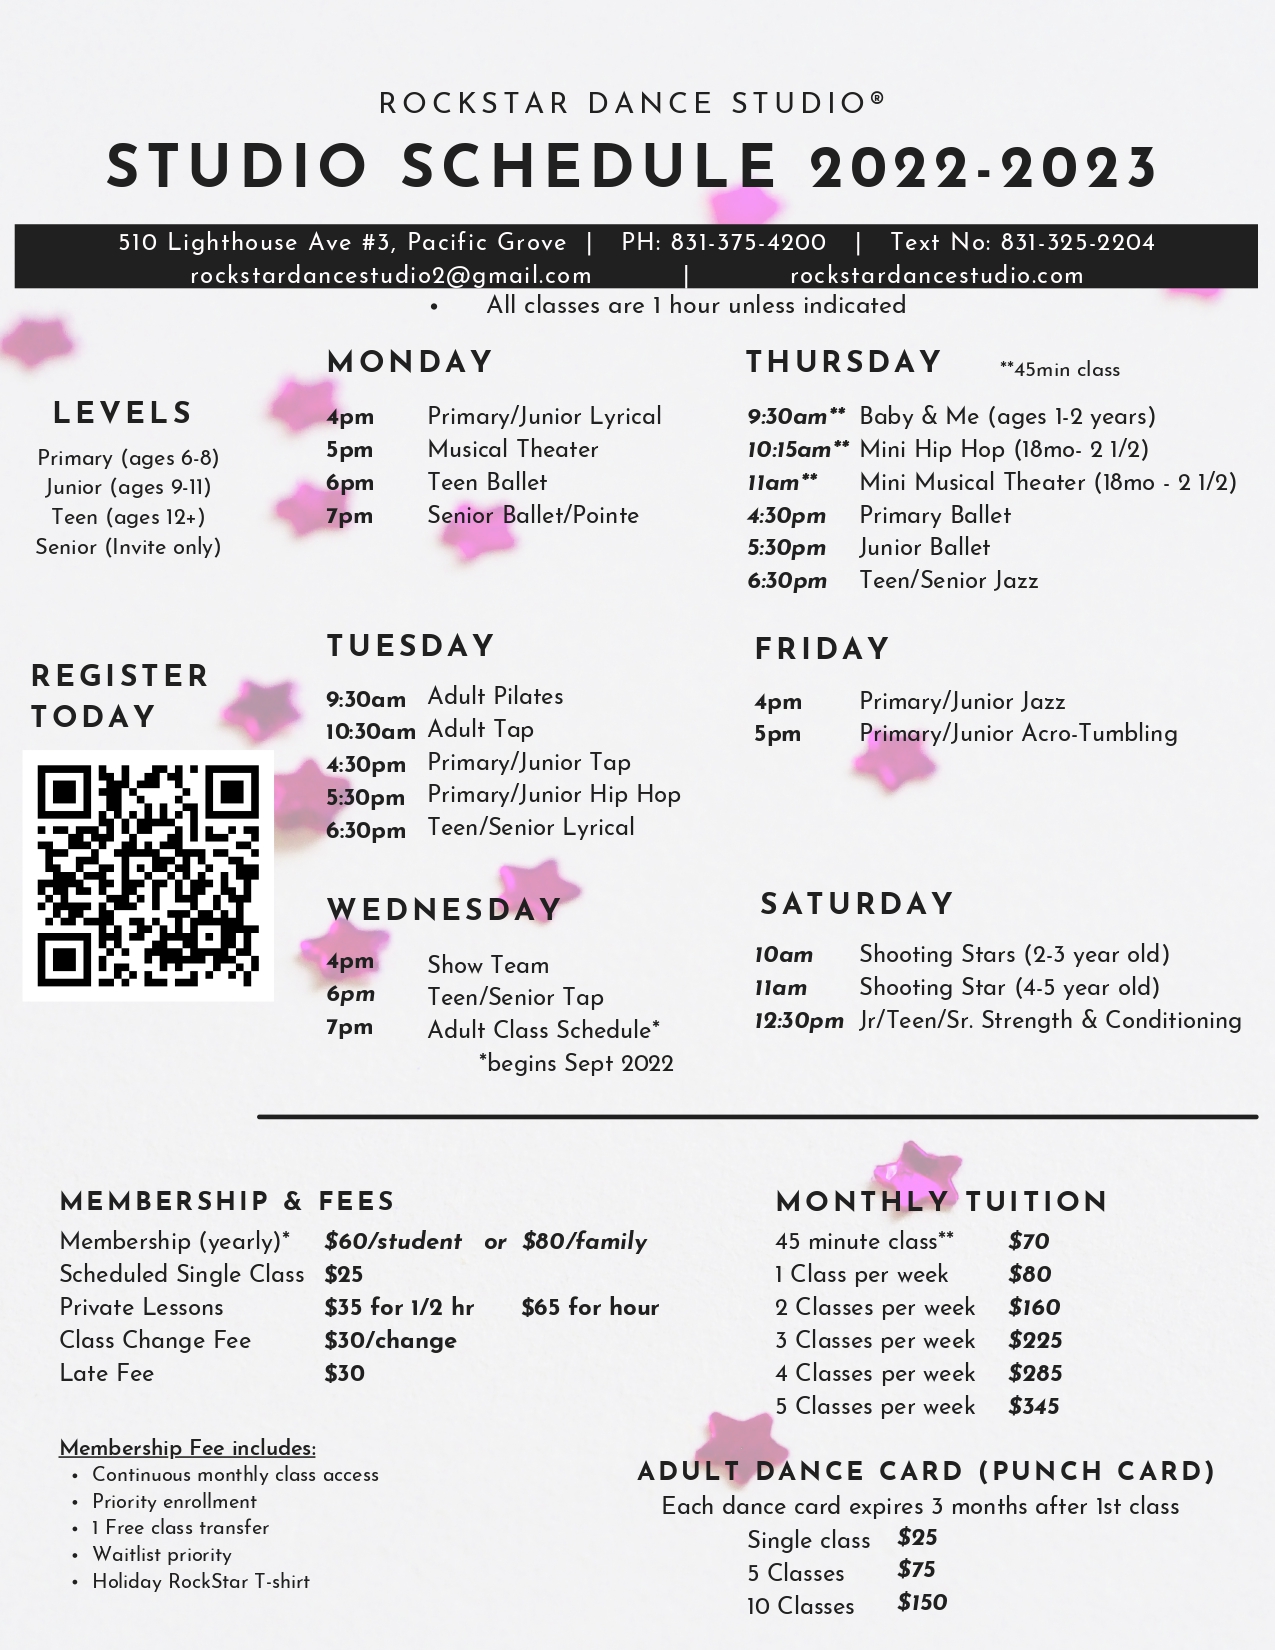 ROCKSTAR DANCE STUDIO®
STUDIO SCHEDULE 2022-2023
510 Lighthouse Ave #3, Pacific Grove | PH: 831-375-4200 | Text No: 831-325-2204
rockstardancestudio2@gmail.com | rockstardancestudio.com
• All classes are 1 hour unless indicated
LEVELS
Primary (ages 6-8)
Junior (ages 9-11)
Teen (ages 12+)
Senior (Invite only)
REGISTER
TODAY
MONDAY
4pm Primary/Junior Lyrical
5pm Musical Theater
6pm Teen Ballet
7pm Senior Ballet/Pointe
TUESDAY
9:30am Adult Pilates
10:30am Adult Tap
4:30pm Primary/Junior Tap
5:30pm Primary/Junior Hip Hop
6:30pm Teen/Senior Lyrical
WEDNESDAY
4pm Show Team
6pm Teen/Senior Tap
7pm Adult Class Schedule*
*begins Sept 2022
THURSDAY **45min class
9:30am** Baby & Me (ages 1-2 years)
10:15am** Mini Hip Hop (18mo- 2 1/2)
11am** Mini Musical Theater (18mo - 2 1/2)
4:30pm Primary Ballet
5:30pm Junior Ballet
6:30pm Teen/Senior Jazz
FRIDAY
4pm Primary/Junior Jazz
5pm Primary/Junior Acro-Tumbling
SATURDAY
10am Shooting Stars (2-3 year old)
11am Shooting Star (4-5 year old)
12:30pm Jr/Teen/Sr. Strength & Conditioning
MEMBERSHIP & FEES
Membership (yearly)* $60/student or $80/family
Scheduled Single Class $25
Private Lessons $35 for 1/2 hr $65 for hour
Class Change Fee $30/change
Late Fee $30
Membership Fee includes:
• Continuous monthly class access
• Priority enrollment
• 1 Free class transfer
• Waitlist priority
• Holiday RockStar T-shirt
MONTHLY TUITION
45 minute class** $70
1 Class per week $80
2 Classes per week $160
3 Classes per week $225
4 Classes per week $285
5 Classes per week $345
ADULT DANCE CARD (PUNCH CARD)
Each dance card expires 3 months after 1st class
Single class $25
5 Classes $75
10 Classes $150